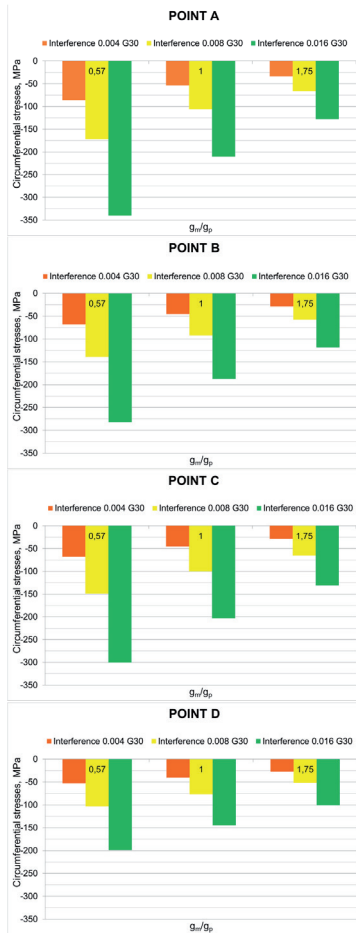 POINT A
Interference 0.004 G30 Interference 0.008 G30 Interference 0.016 G30
Circumferential stresses, MPa
0
-50
-100
-150
-200
-250
-300
-350
0,57 1 1,75
gm/gp
POINT B
Interference 0.004 G30 Interference 0.008 G30 Interference 0.016 G30
Circumferential stresses, MPa
0
-50
-100
-150
-200
-250
-300
-350
0,57 1 1,75
gm/gp
POINT C
Interference 0.004 G30 Interference 0.008 G30 Interference 0.016 G30
Circumferential stresses, MPa
0
-50
-100
-150
-200
-250
-300
-350
0,57 1 1,75
gm/gp
POINT D
Interference 0.004 G30 Interference 0.008 G30 Interference 0.016 G30
Circumferential stresses, MPa
0
-50
-100
-150
-200
-250
-300
-350
0,57 1 1,75
gm/gp